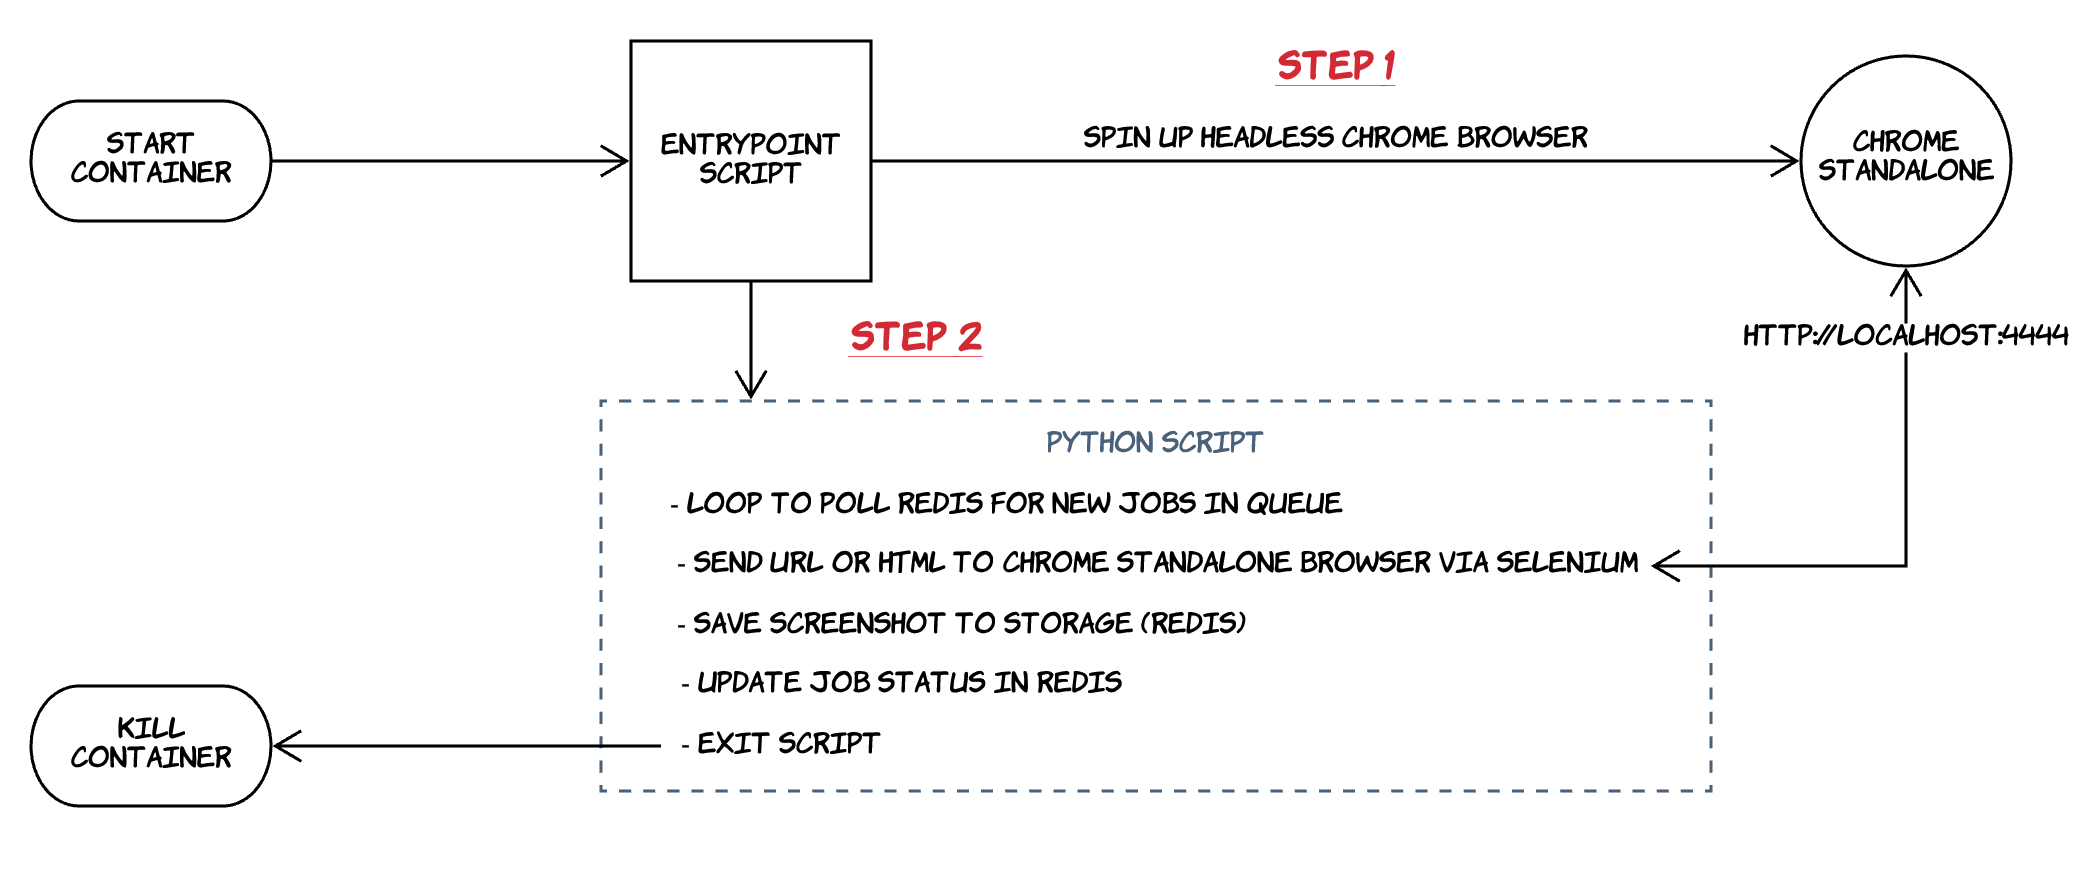 START
CONTAINER
ENTRYPOINT
SCRIPT
STEP 1
SPIN UP HEADLESS CHROME BROWSER
CHROME
STANDALONE
STEP 2
HTTP://LOCALHOST:4444
PYTHON SCRIPT
- LOOP TO POLL REDIS FOR NEW JOBS IN QUEUE
- SEND URL OR HTML TO CHROME STANDALONE BROWSER VIA SELENIUM
- SAVE SCREENSHOT TO STORAGE (REDIS)
- UPDATE JOB STATUS IN REDIS
- EXIT SCRIPT
KILL
CONTAINER